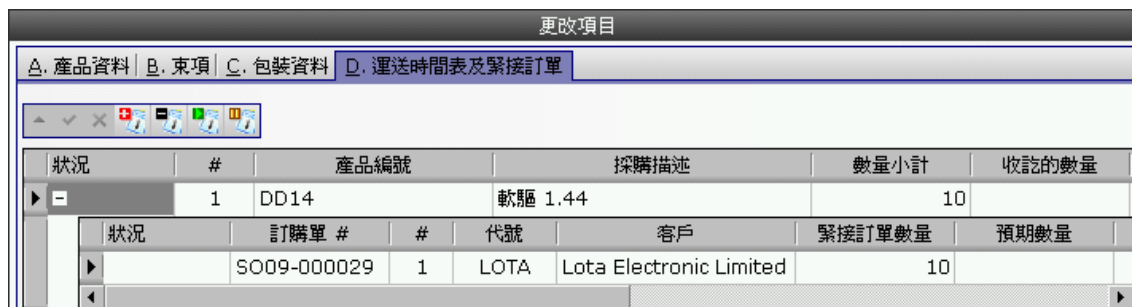 更改項目
A. 產品資料 B. 束項 C. 包裝資料 D. 運送時間表及緊接訂單
狀況 # 產品編號 採購描述 數量小計 收訖的數量
1 DD14 軟驅 1.44 10
狀況 訂購單 # # 代號 客戶 緊接訂單數量 預期數量
SO09-000029 1 LOTA Lota Electronic Limited 10